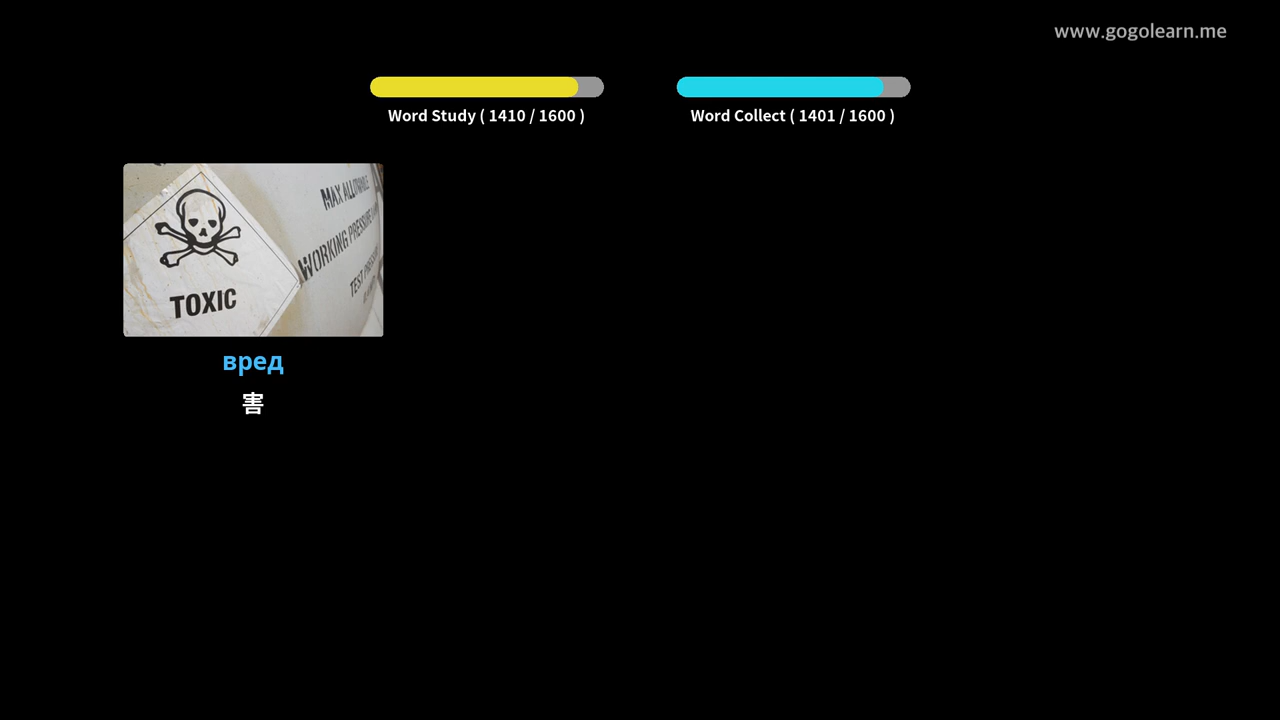 www.gogolearn.me
Word Study ( 1410 / 1600 )
Word Collect ( 1401 / 1600 )
MAX ALLOWABLE
WORKING PRESSURE
TEST
TOXIC
вред
害